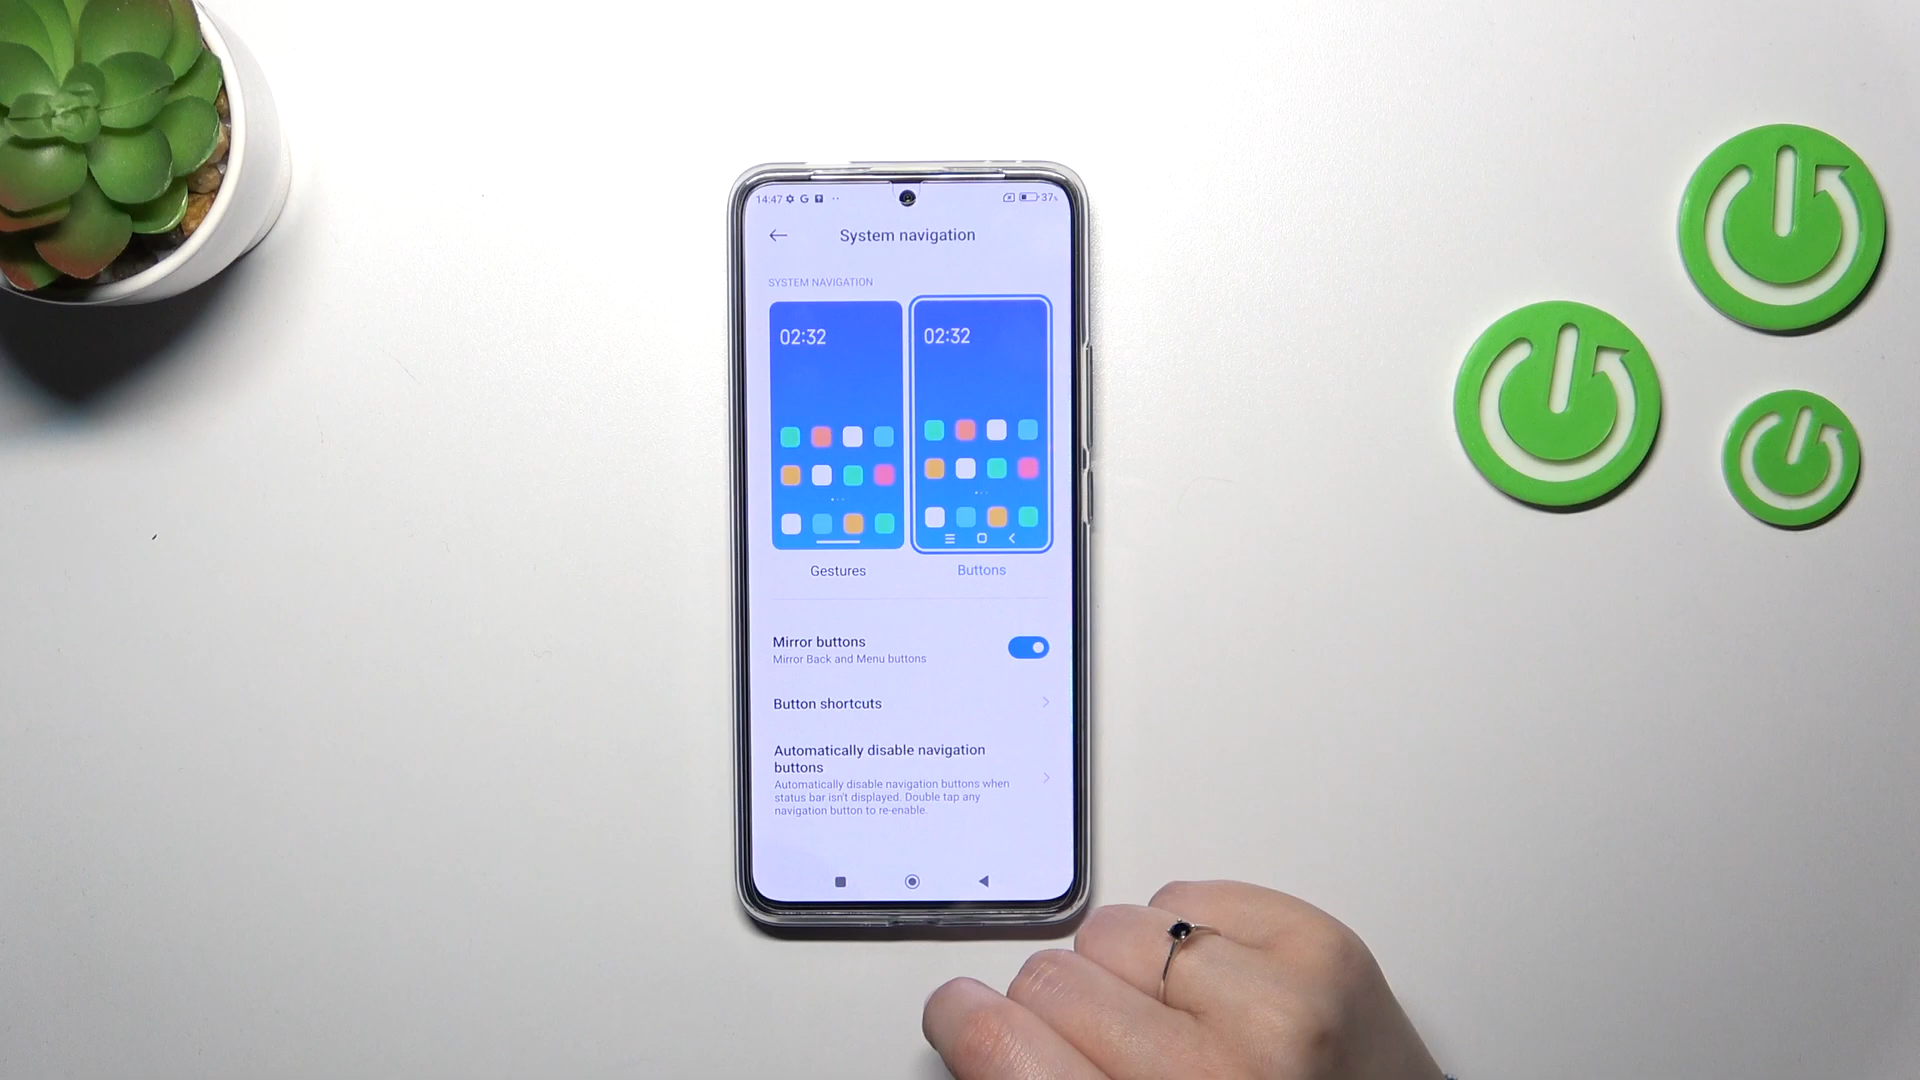 14:47
37%
System navigation
SYSTEM NAVIGATION
02:32
02:32
Gestures
Buttons
Mirror buttons
Mirror Back and Menu buttons
Button shortcuts
Automatically disable navigation
buttons
Automatically disable navigation buttons when
status bar isn't displayed. Double tap any
navigation button to re-enable.